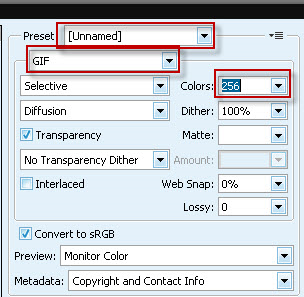 Preset: [Unnamed]
GIF
Selective Colors: 256
Diffusion Dither: 100%
Transparency Matte:
No Transparency Dither Amount:
Interlaced Web Snap: 0%
Lossy: 0
Convert to sRGB
Preview: Monitor Color
Metadata: Copyright and Contact Info